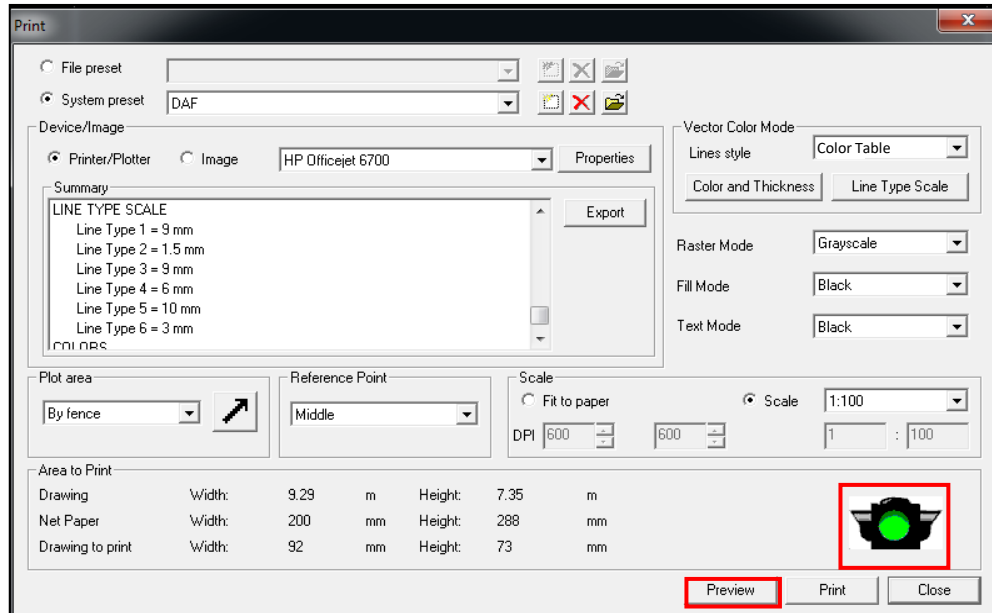 Print
File preset
System preset DAF
Device/Image
Printer/Plotter Image HP Officejet 6700 Properties
Summary
LINE TYPE SCALE
Line Type 1 = 9 mm
Line Type 2 = 1.5 mm
Line Type 3 = 9 mm
Line Type 4 = 6 mm
Line Type 5 = 10 mm
Line Type 6 = 3 mm
COLORS
Export
Vector Color Mode
Lines style Color Table
Color and Thickness Line Type Scale
Raster Mode Grayscale
Fill Mode Black
Text Mode Black
Plot area
By fence
Reference Point
Middle
Scale
Fit to paper Scale 1:100
DPI 600 600 1 : 100
Area to Print
Drawing Width: 9.29 m Height: 7.35 m
Net Paper Width: 200 mm Height: 288 mm
Drawing to print Width: 92 mm Height: 73 mm
Preview Print Close